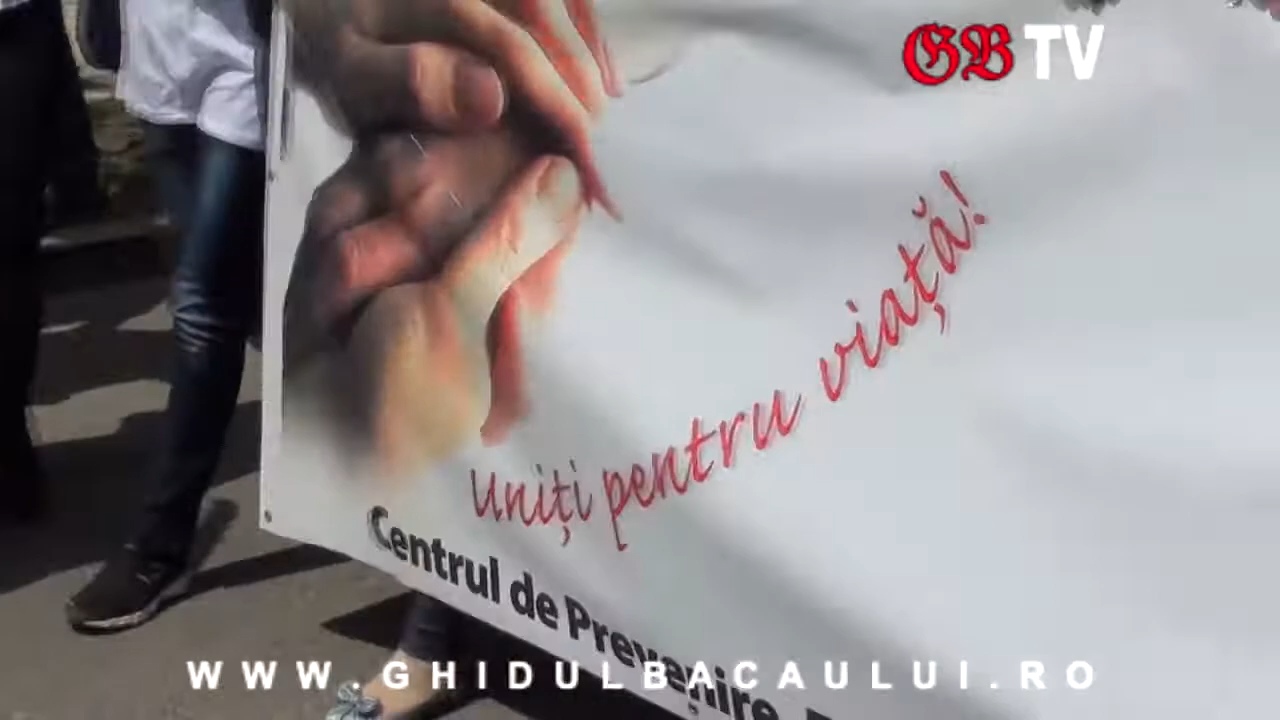 GB TV
Uniți pentru viață!
Centrul de Prevenire,
WWW.GHIDULBACAULUI.RO